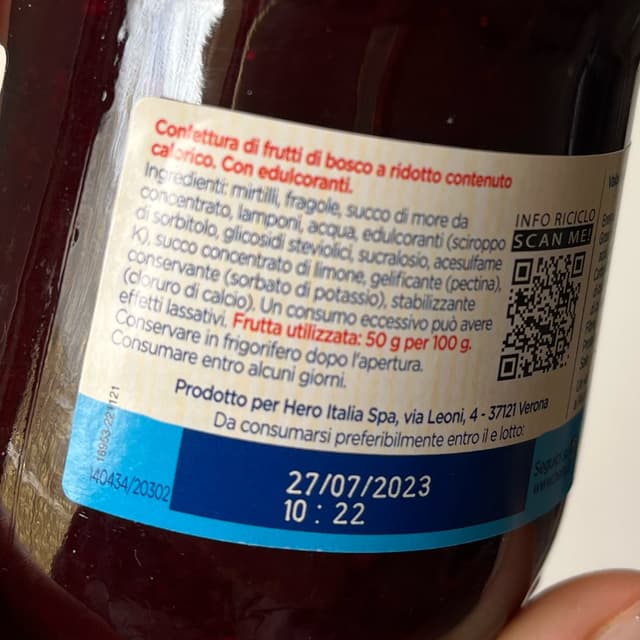 Confettura di frutti di bosco a ridotto contenuto
calorico. Con edulcoranti.
Ingredienti: mirtilli, fragole, succo di more da
concentrato, lamponi, acqua, edulcoranti (sciroppo
di sorbitolo, glicosidi steviolici, sucralosio, acesulfame
K), succo concentrato di limone, gelificante (pectina),
conservante (sorbato di potassio), stabilizzante
(cloruro di calcio). Un consumo eccessivo può avere
effetti lassativi. Frutta utilizzata: 50 g per 100 g.
Conservare in frigorifero dopo l'apertura.
Consumare entro alcuni giorni.
INFO RICICLO
SCAN ME!
Prodotto per Hero Italia Spa, via Leoni, 4 - 37121 Verona
Da consumarsi preferibilmente entro il e lotto:
27/07/2023
10 : 22
140434/20302